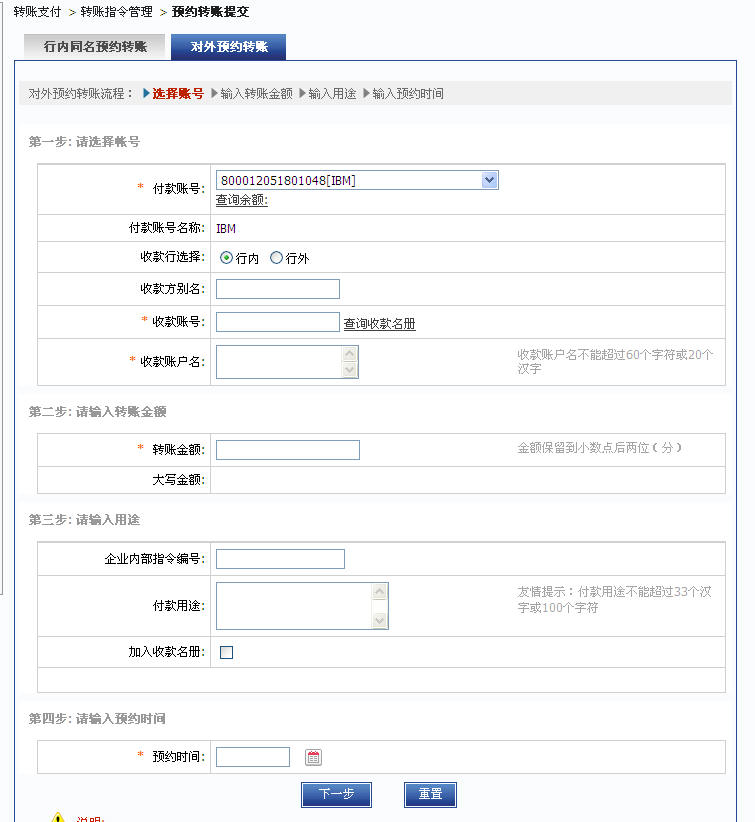 转账支付 > 转账指令管理 > 预约转账提交
行内同名预约转账 对外预约转账
对外预约转账流程： 选择账号 输入转账金额 输入用途 输入预约时间
第一步: 请选择帐号
* 付款账号: 800012051801048[IBM]
查询余额:
付款账号名称: IBM
收款行选择: 行内 行外
收款方别名:
* 收款账号: 查询收款名册
* 收款账户名: 收款账户名不能超过60个字符或20个
汉字
第二步: 请输入转账金额
* 转账金额: 金额保留到小数点后两位（分）
大写金额:
第三步: 请输入用途
企业内部指令编号:
付款用途: 友情提示：付款用途不能超过33个汉
字或100个字符
加入收款名册:
第四步: 请输入预约时间
* 预约时间:
下一步 重置
说明: